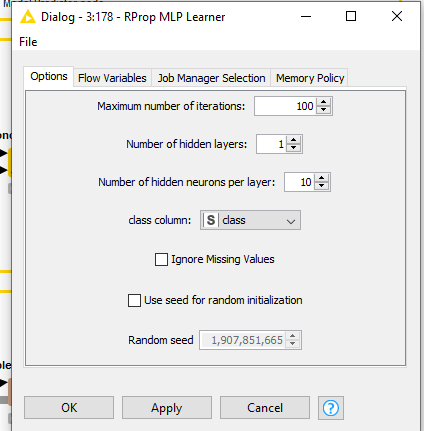 Dialog - 3:178 - RProp MLP Learner
File
Options Flow Variables Job Manager Selection Memory Policy
Maximum number of iterations: 100
Number of hidden layers: 1
Number of hidden neurons per layer: 10
class column: S class
Ignore Missing Values
Use seed for random initialization
Random seed 1,907,851,665
OK Apply Cancel ?